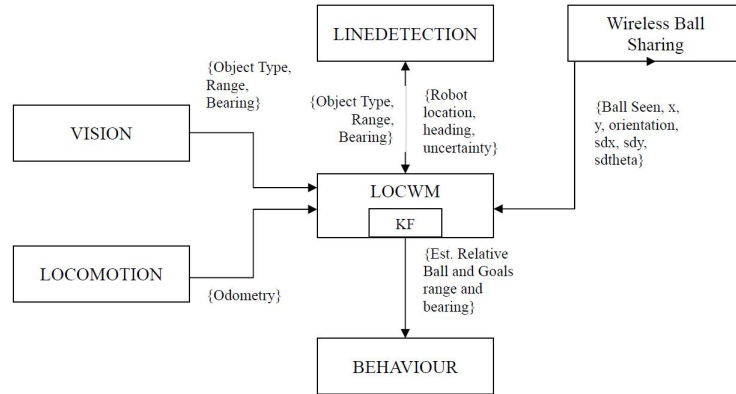 LINEDETECTION
Wireless Ball
Sharing
{Object Type,
Range,
Bearing}
VISION
{Object Type,
Range,
Bearing}
{Robot
location,
heading,
uncertainty}
{Ball Seen, x,
y, orientation,
sdx, sdy,
sdtheta}
LOCWM
KF
LOCOMOTION
{Odometry}
{Est. Relative
Ball and Goals
range and
bearing}
BEHAVIOUR